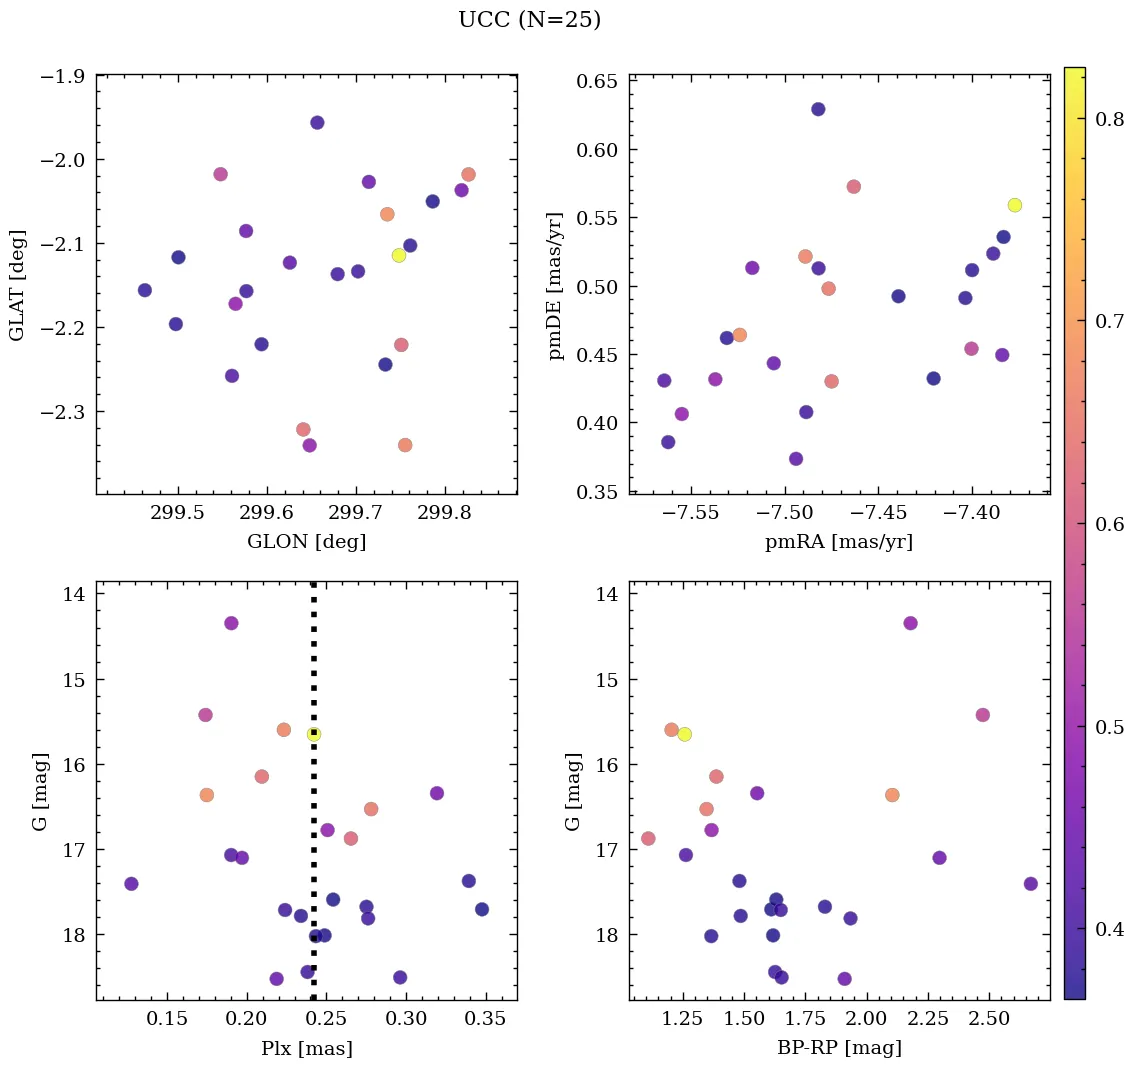 UCC (N=25)
−1.9
−2.0
−2.1
−2.2
−2.3
GLAT [deg]
299.5 299.6 299.7 299.8
GLON [deg]
0.65
0.60
0.55
0.50
0.45
0.40
0.35
pmDE [mas/yr]
−7.55 −7.50 −7.45 −7.40
pmRA [mas/yr]
0.8
0.7
0.6
0.5
0.4
14
15
16
17
18
G [mag]
0.15 0.20 0.25 0.30 0.35
Plx [mas]
14
15
16
17
18
G [mag]
1.25 1.50 1.75 2.00 2.25 2.50
BP-RP [mag]